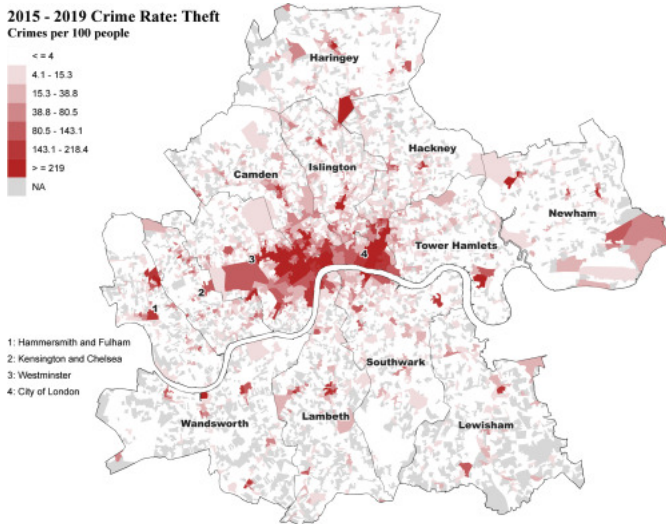 2015 - 2019 Crime Rate: Theft
Crimes per 100 people
< = 4
4.1 - 15.3
15.3 - 38.8
38.8 - 80.5
80.5 - 143.1
143.1 - 218.4
> = 219
NA
Haringey
Hackney
Islington
Camden
Newham
Tower Hamlets
3
4
2
1
1: Hammersmith and Fulham
2: Kensington and Chelsea
3: Westminster
4: City of London
Southwark
Wandsworth
Lambeth
Lewisham